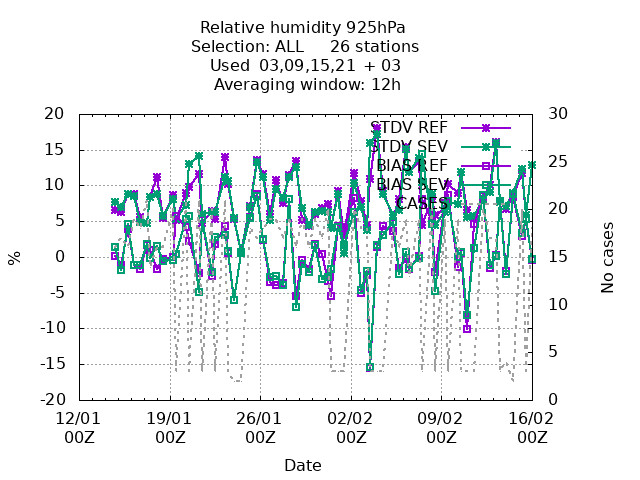 Relative humidity 925hPa
Selection: ALL 26 stations
Used 03,09,15,21 + 03
Averaging window: 12h
20
15
10
5
0
-5
-10
-15
-20
%
30
25
20
15
10
5
0
No cases
STDV REF
STDV SEV
BIAS REF
BIAS SEV
CASES
12/01 19/01 26/01 02/02 09/02 16/02
00Z 00Z 00Z 00Z 00Z 00Z
Date